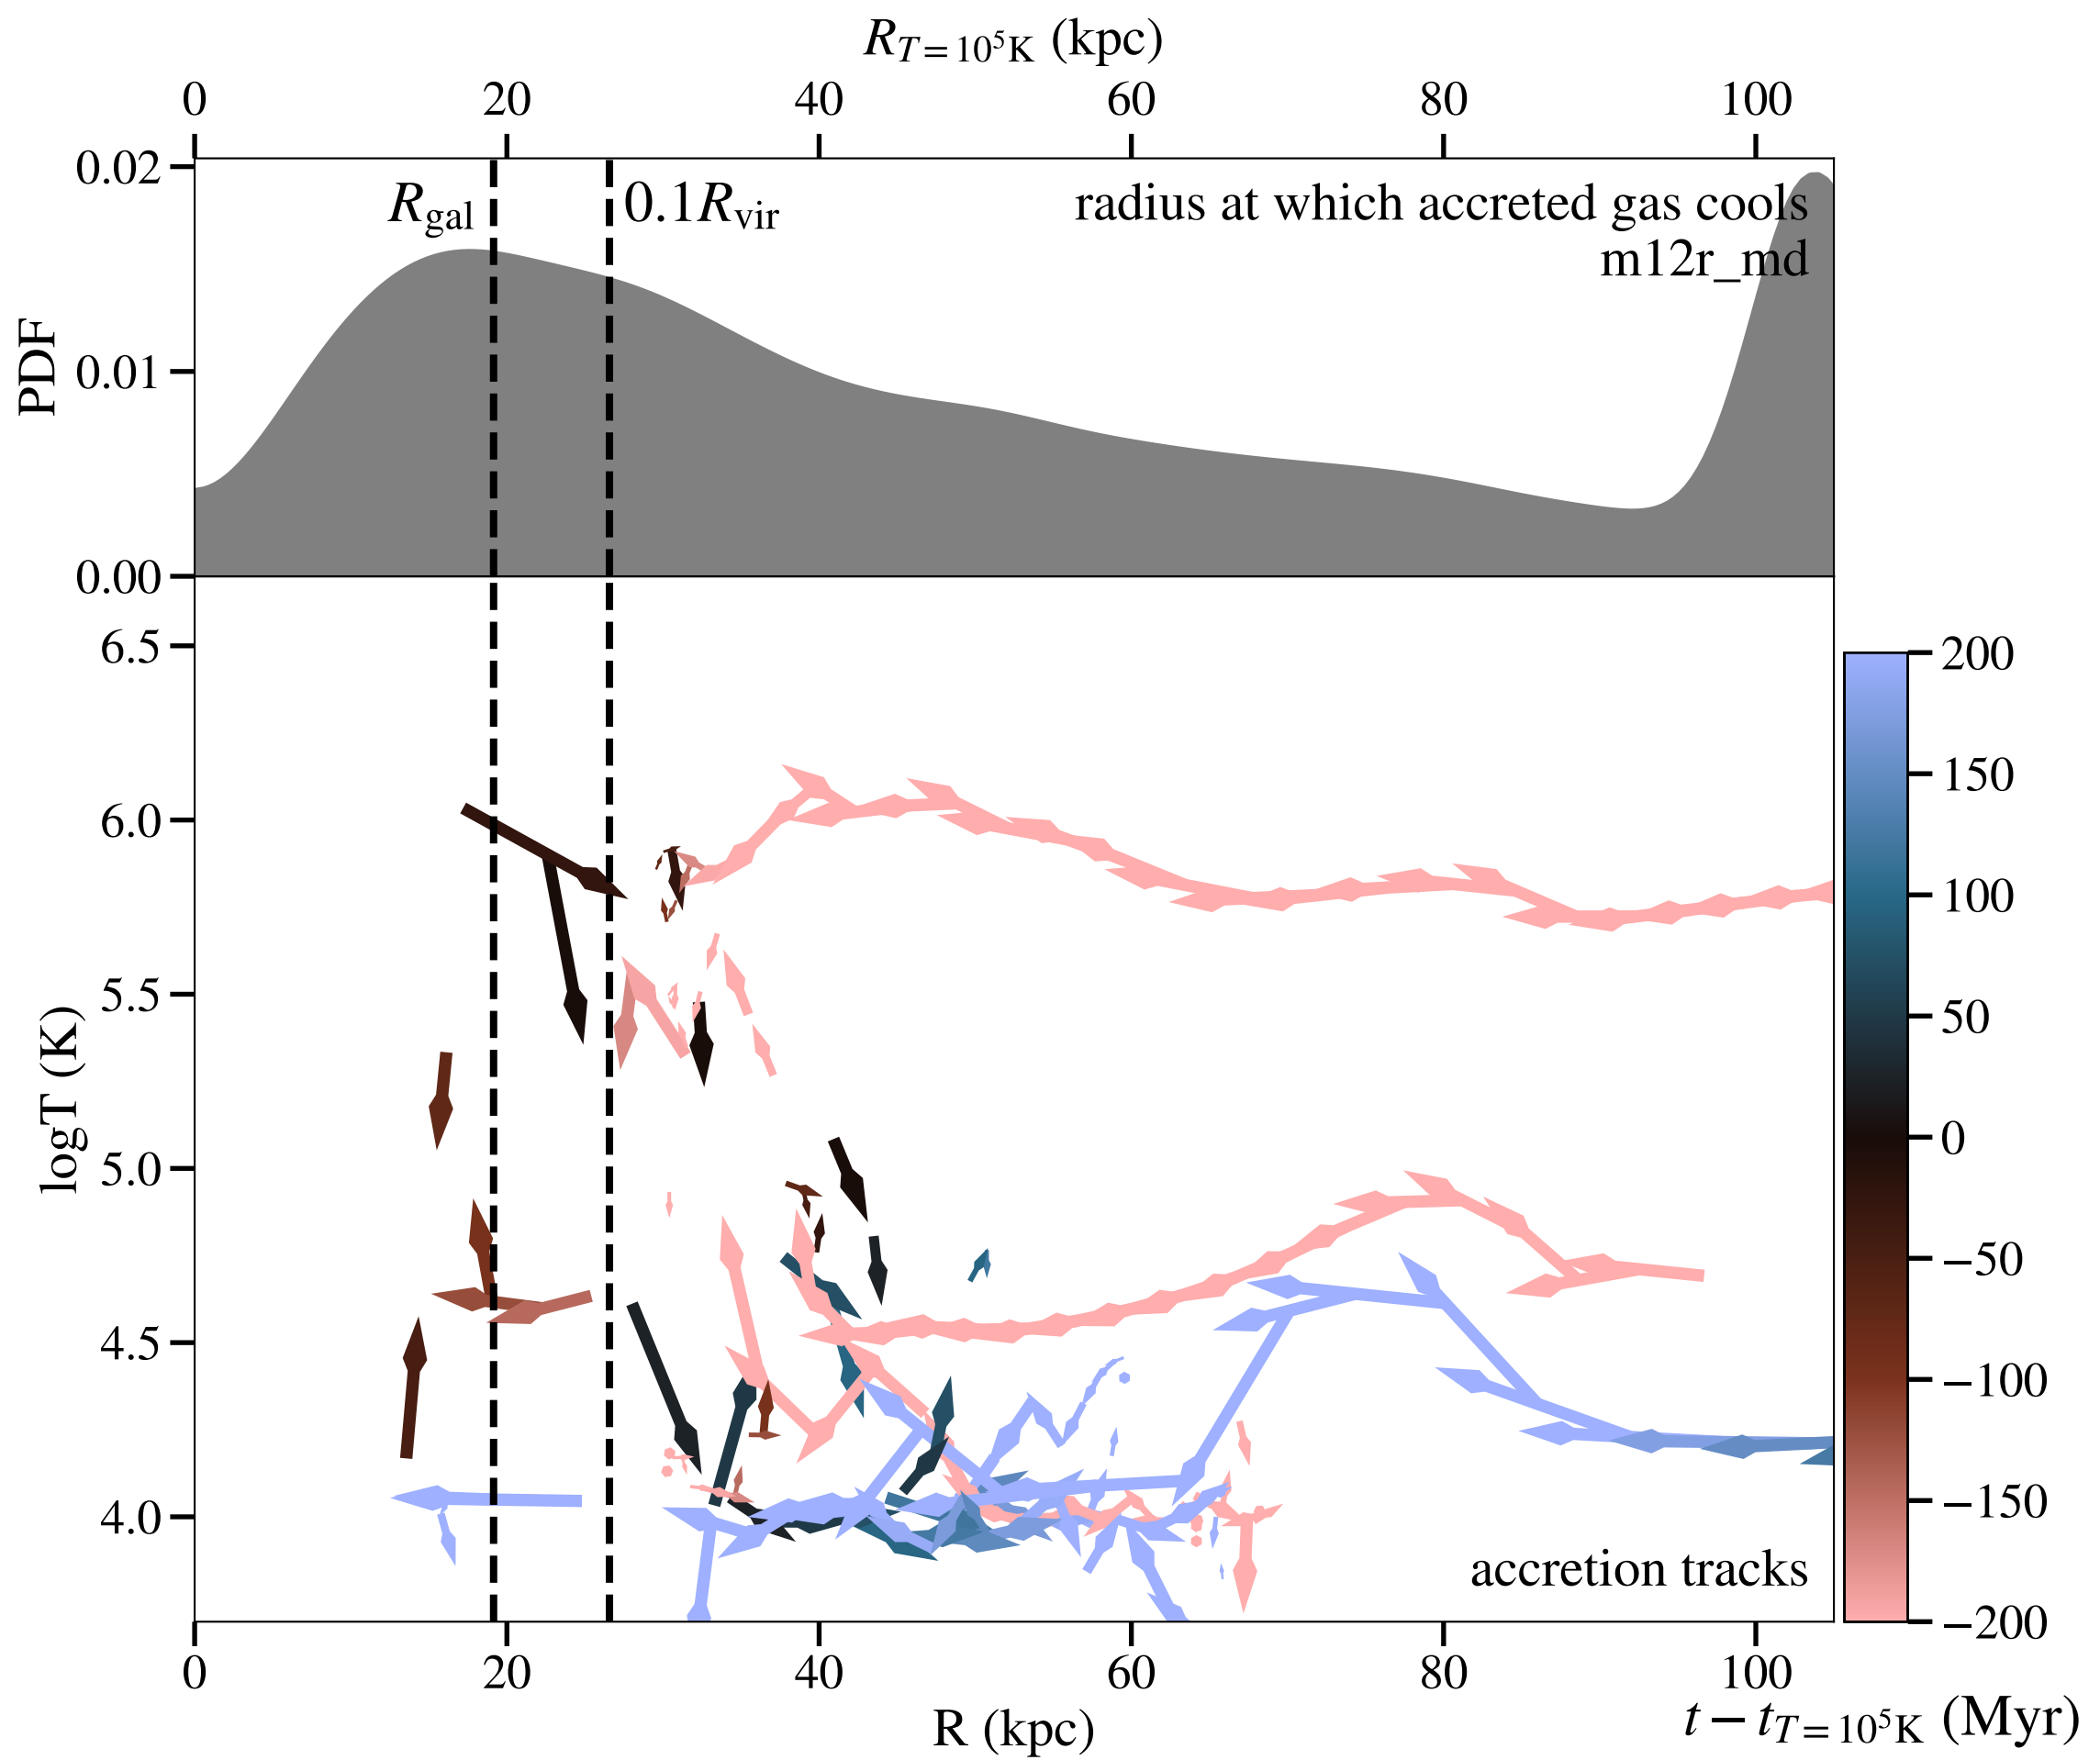 R_{T=10^5K} (kpc)
0 20 40 60 80 100
0.02
0.01
0.00
PDF
R_gal
0.1R_vir
radius at which accreted gas cools
m12r_md
6.5
6.0
5.5
5.0
4.5
4.0
logT (K)
accretion tracks
0 20 40 60 80 100
R (kpc)
200
150
100
50
0
−50
−100
−150
−200
t − t_{T=10^5K} (Myr)